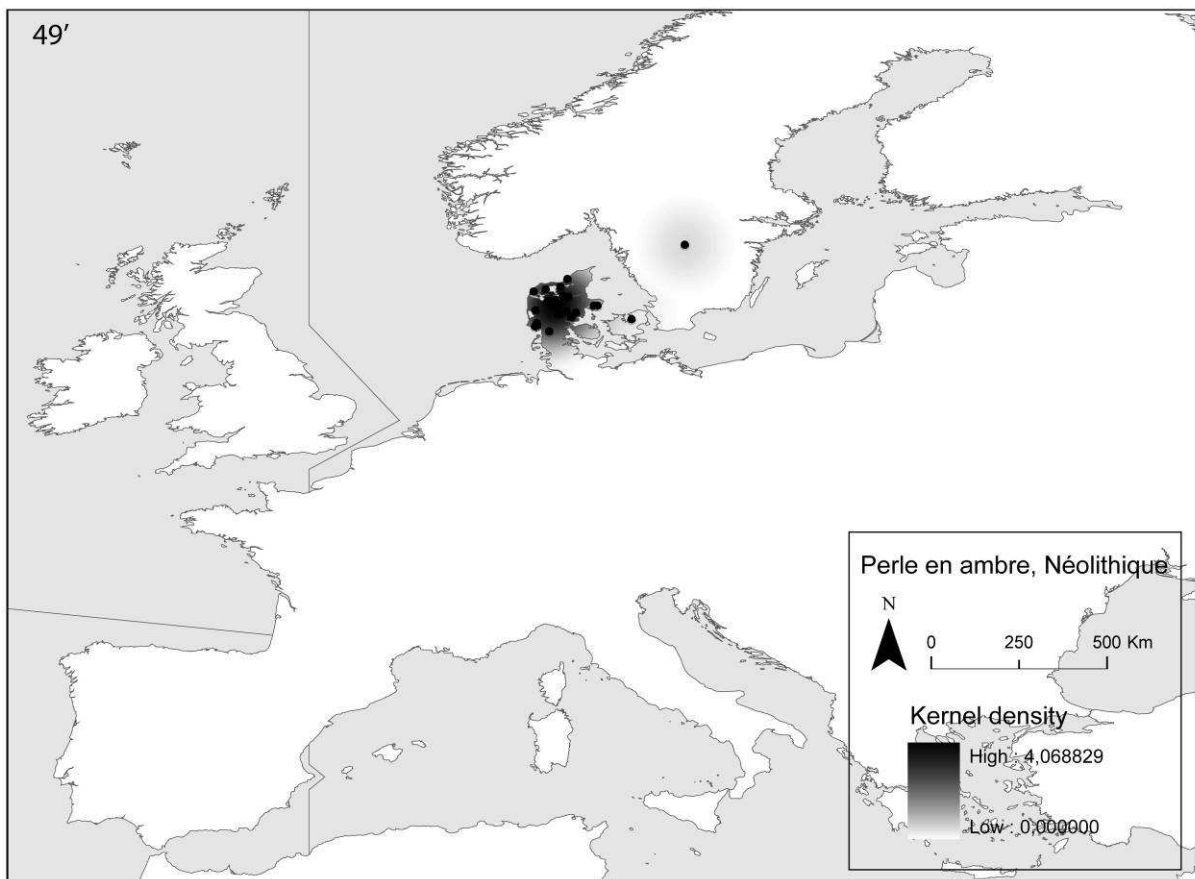 49’
Perle en ambre, Néolithique
N
0 250 500 Km
Kernel density
High : 4,068829
Low : 0,000000